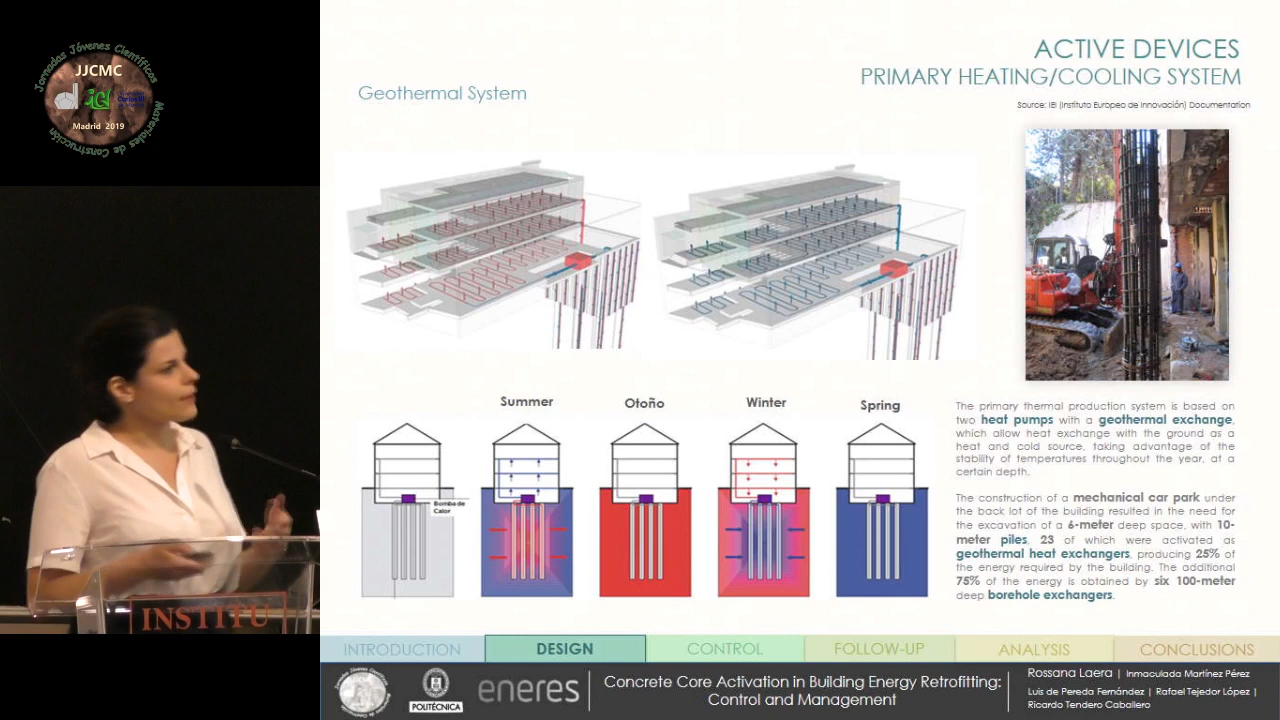 Jornadas Jóvenes Científicos
JJCMC
Madrid 2019
Materiales de Construcción
INSTITU
ACTIVE DEVICES
PRIMARY HEATING/COOLING SYSTEM
Geothermal System
Source: IEI (Instituto Europeo de Innovación) Documentation
Summer
Otoño
Winter
Spring
Bomba de
Calor
The primary thermal production system is based on
two heat pumps with a geothermal exchange,
which allow heat exchange with the ground as a
heat and cold source, taking advantage of the
stability of temperatures throughout the year, at a
certain depth.
The construction of a mechanical car park under
the back lot of the building resulted in the need for
the excavation of a 6-meter deep space, with 10-
meter piles, 23 of which were activated as
geothermal heat exchangers, producing 25% of
the energy required by the building. The additional
75% of the energy is obtained by six 100-meter
deep borehole exchangers.
INTRODUCTION
DESIGN
CONTROL
FOLLOW-UP
ANALYSIS
CONCLUSIONS
POLITÉCNICA
eneres
Concrete Core Activation in Building Energy Retrofitting:
Control and Management
Rossana Laera | Inmaculada Martínez Pérez
Luis de Pereda Fernández | Rafael Tejedor López |
Ricardo Tendero Caballero